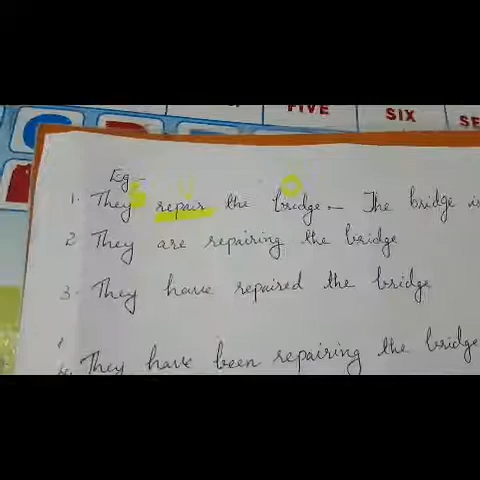 FIVE SIX SE
Eg -
S V O
1. They repair the bridge - The bridge is
2. They are repairing the bridge
3. They have repaired the bridge
They have been repairing the bridge